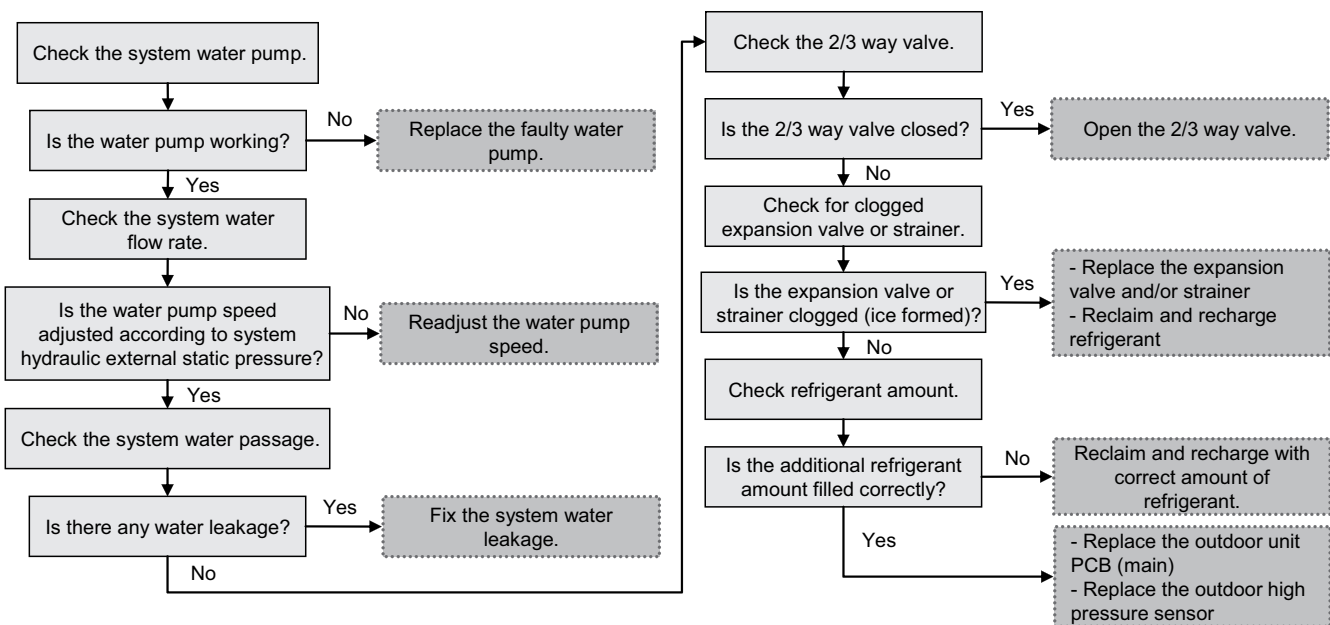 Check the system water pump.
Is the water pump working?
No
Replace the faulty water
pump.
Yes
Check the system water
flow rate.
Is the water pump speed
adjusted according to system
hydraulic external static pressure?
No
Readjust the water pump
speed.
Yes
Check the system water passage.
Is there any water leakage?
Yes
Fix the system water
leakage.
No
Check the 2/3 way valve.
Is the 2/3 way valve closed?
Yes
Open the 2/3 way valve.
No
Check for clogged
expansion valve or strainer.
Is the expansion valve or
strainer clogged (ice formed)?
Yes
- Replace the expansion
valve and/or strainer
- Reclaim and recharge
refrigerant
No
Check refrigerant amount.
Is the additional refrigerant
amount filled correctly?
No
Reclaim and recharge with
correct amount of
refrigerant.
Yes
- Replace the outdoor unit
PCB (main)
- Replace the outdoor high
pressure sensor